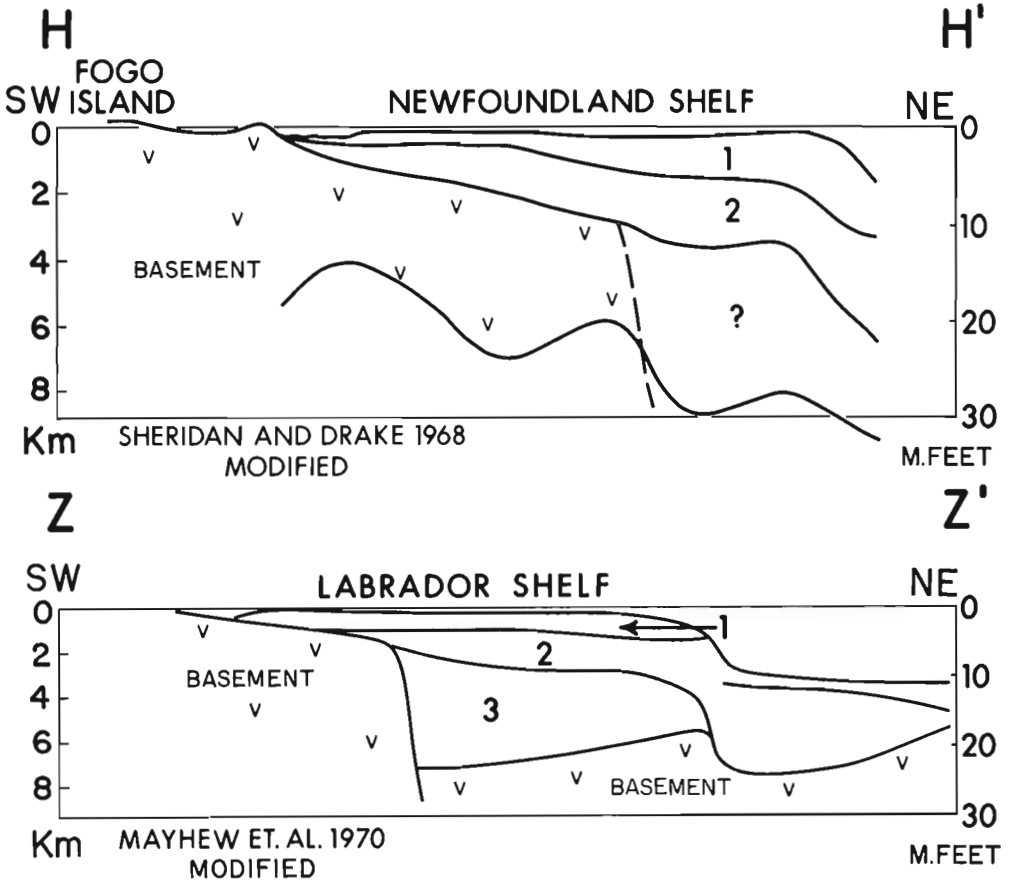 H H'
FOGO
SW ISLAND NEWFOUNDLAND SHELF NE
0 0
V V 1
2 V V V 2 10
V
4 BASEMENT V
V ?
6 V 20
8
30
Km SHERIDAN AND DRAKE 1968
MODIFIED M.FEET
Z Z'
SW LABRADOR SHELF NE
0 0
V 1
2 V 2
BASEMENT 10
4 V 3
6 V V 20
V V BASEMENT V V
8
30
Km MAYHEW ET. AL. 1970
MODIFIED M.FEET